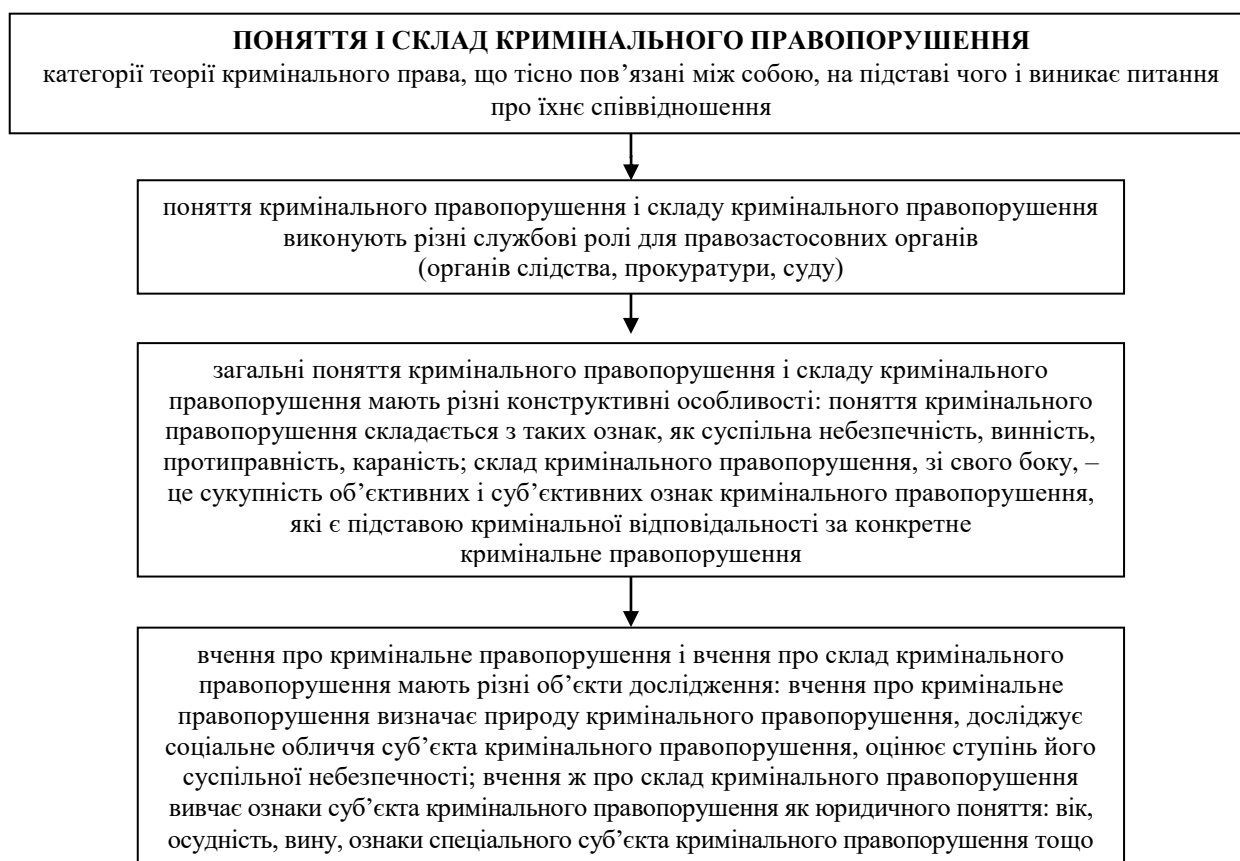 ПОНЯТТЯ І СКЛАД КРИМІНАЛЬНОГО ПРАВОПОРУШЕННЯ
категорії теорії кримінального права, що тісно пов’язані між собою, на підставі чого і виникає питання
про їхнє співвідношення
поняття кримінального правопорушення і складу кримінального правопорушення
виконують різні службові ролі для правозастосовних органів
(органів слідства, прокуратури, суду)
загальні поняття кримінального правопорушення і складу кримінального
правопорушення мають різні конструктивні особливості: поняття кримінального
правопорушення складається з таких ознак, як суспільна небезпечність, винність,
протиправність, караність; склад кримінального правопорушення, зі свого боку, –
це сукупність об’єктивних і суб’єктивних ознак кримінального правопорушення,
які є підставою кримінальної відповідальності за конкретне
кримінальне правопорушення
вчення про кримінальне правопорушення і вчення про склад кримінального
правопорушення мають різні об’єкти дослідження: вчення про кримінальне
правопорушення визначає природу кримінального правопорушення, досліджує
соціальне обличчя суб’єкта кримінального правопорушення, оцінює ступінь його
суспільної небезпечності; вчення ж про склад кримінального правопорушення
вивчає ознаки суб’єкта кримінального правопорушення як юридичного поняття: вік,
осудність, вину, ознаки спеціального суб’єкта кримінального правопорушення тощо